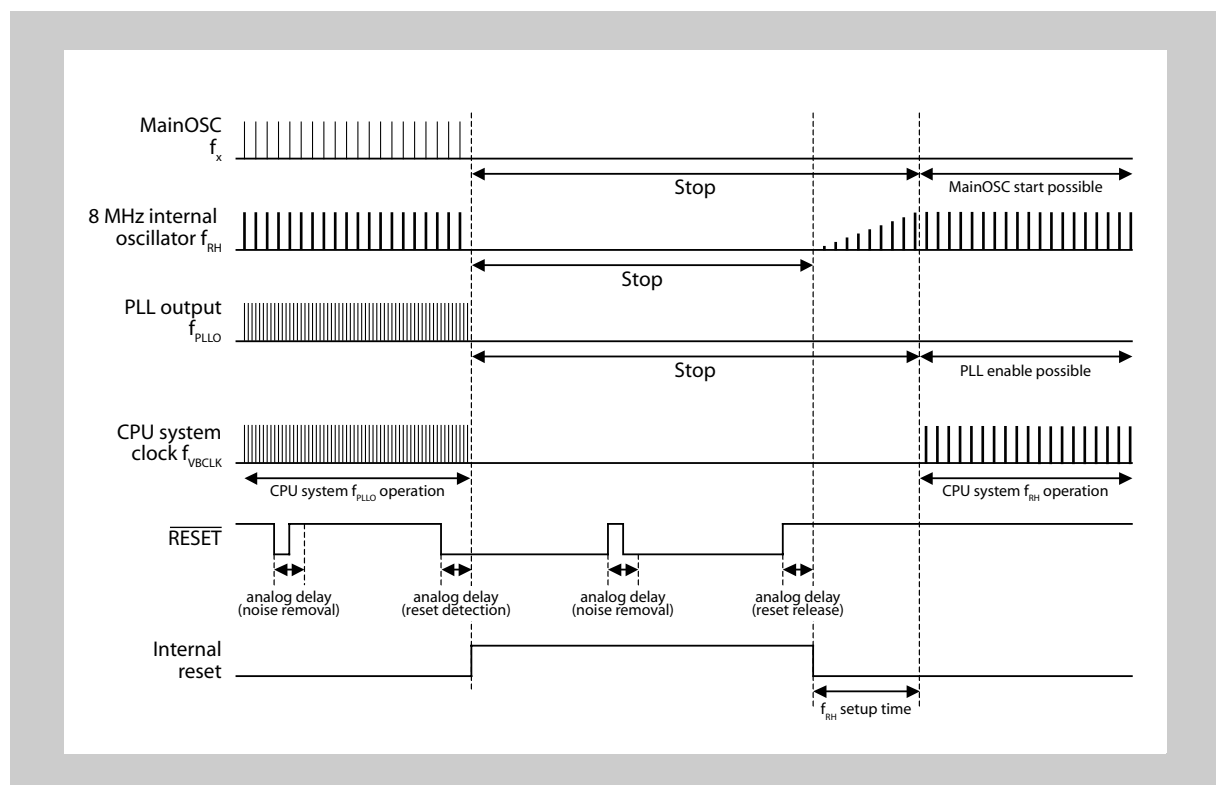 MainOSC
fx
Stop
MainOSC start possible
8 MHz internal
oscillator fRH
Stop
PLL output
fPLLO
Stop
PLL enable possible
CPU system
clock fVBCLK
CPU system fPLLO operation
CPU system fRH operation
RESET
analog delay
(noise removal)
analog delay
(reset detection)
analog delay
(noise removal)
analog delay
(reset release)
Internal
reset
fRH setup time